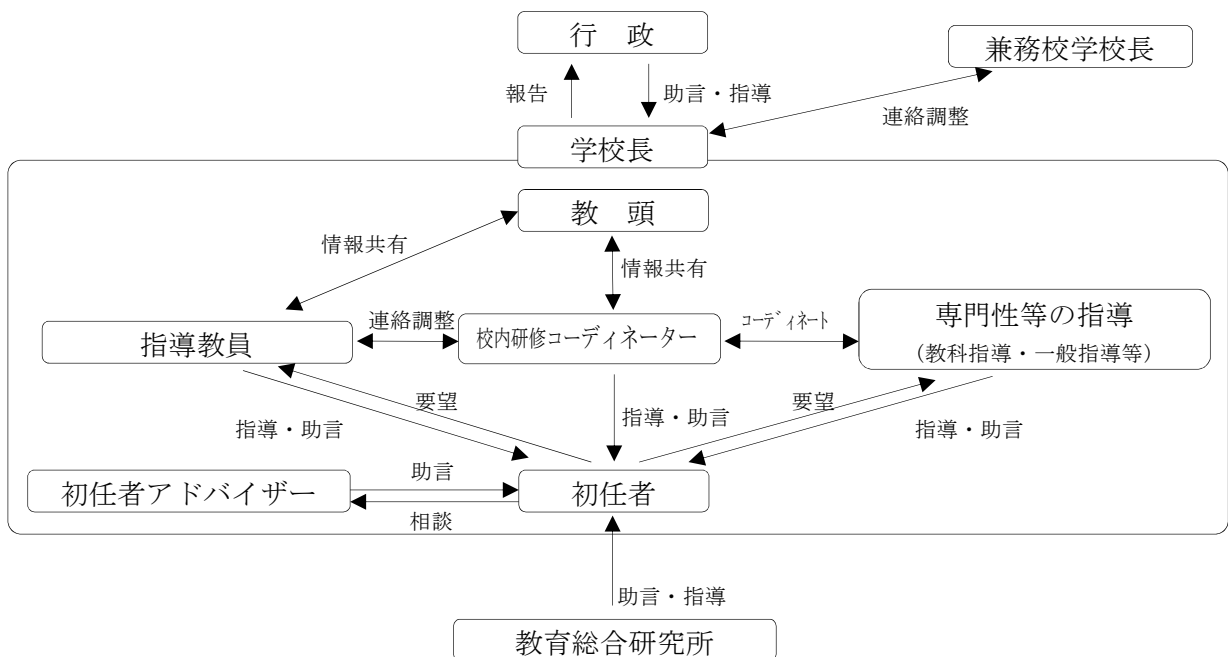 行　政
兼務校学校長
報告
助言・指導
連絡調整
学校長
教　頭
情報共有
情報共有
指導教員
連絡調整
校内研修コーディネーター
コーディネート
専門性等の指導
（教科指導・一般指導等）
要望
指導・助言
指導・助言
要望
指導・助言
初任者アドバイザー
助言
相談
初任者
助言・指導
教育総合研究所